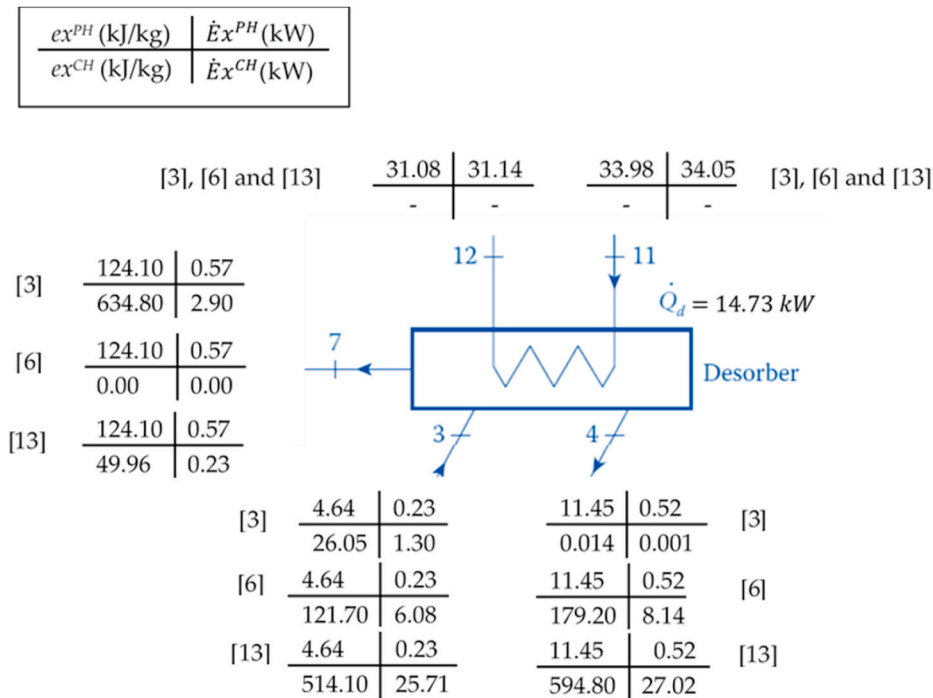 ex^PH (kJ/kg) Ėx^PH (kW)
ex^CH (kJ/kg) Ėx^CH (kW)
[3], [6] and [13] 31.08 31.14 33.98 34.05 [3], [6] and [13]
- - - -
12 11
[3] 124.10 0.57
634.80 2.90
Q̇_d = 14.73 kW
[6] 124.10 0.57
0.00 0.00
7
Desorber
[13] 124.10 0.57
49.96 0.23
3 4
[3] 4.64 0.23 11.45 0.52 [3]
26.05 1.30 0.014 0.001
[6] 4.64 0.23 11.45 0.52 [6]
121.70 6.08 179.20 8.14
[13] 4.64 0.23 11.45 0.52 [13]
514.10 25.71 594.80 27.02